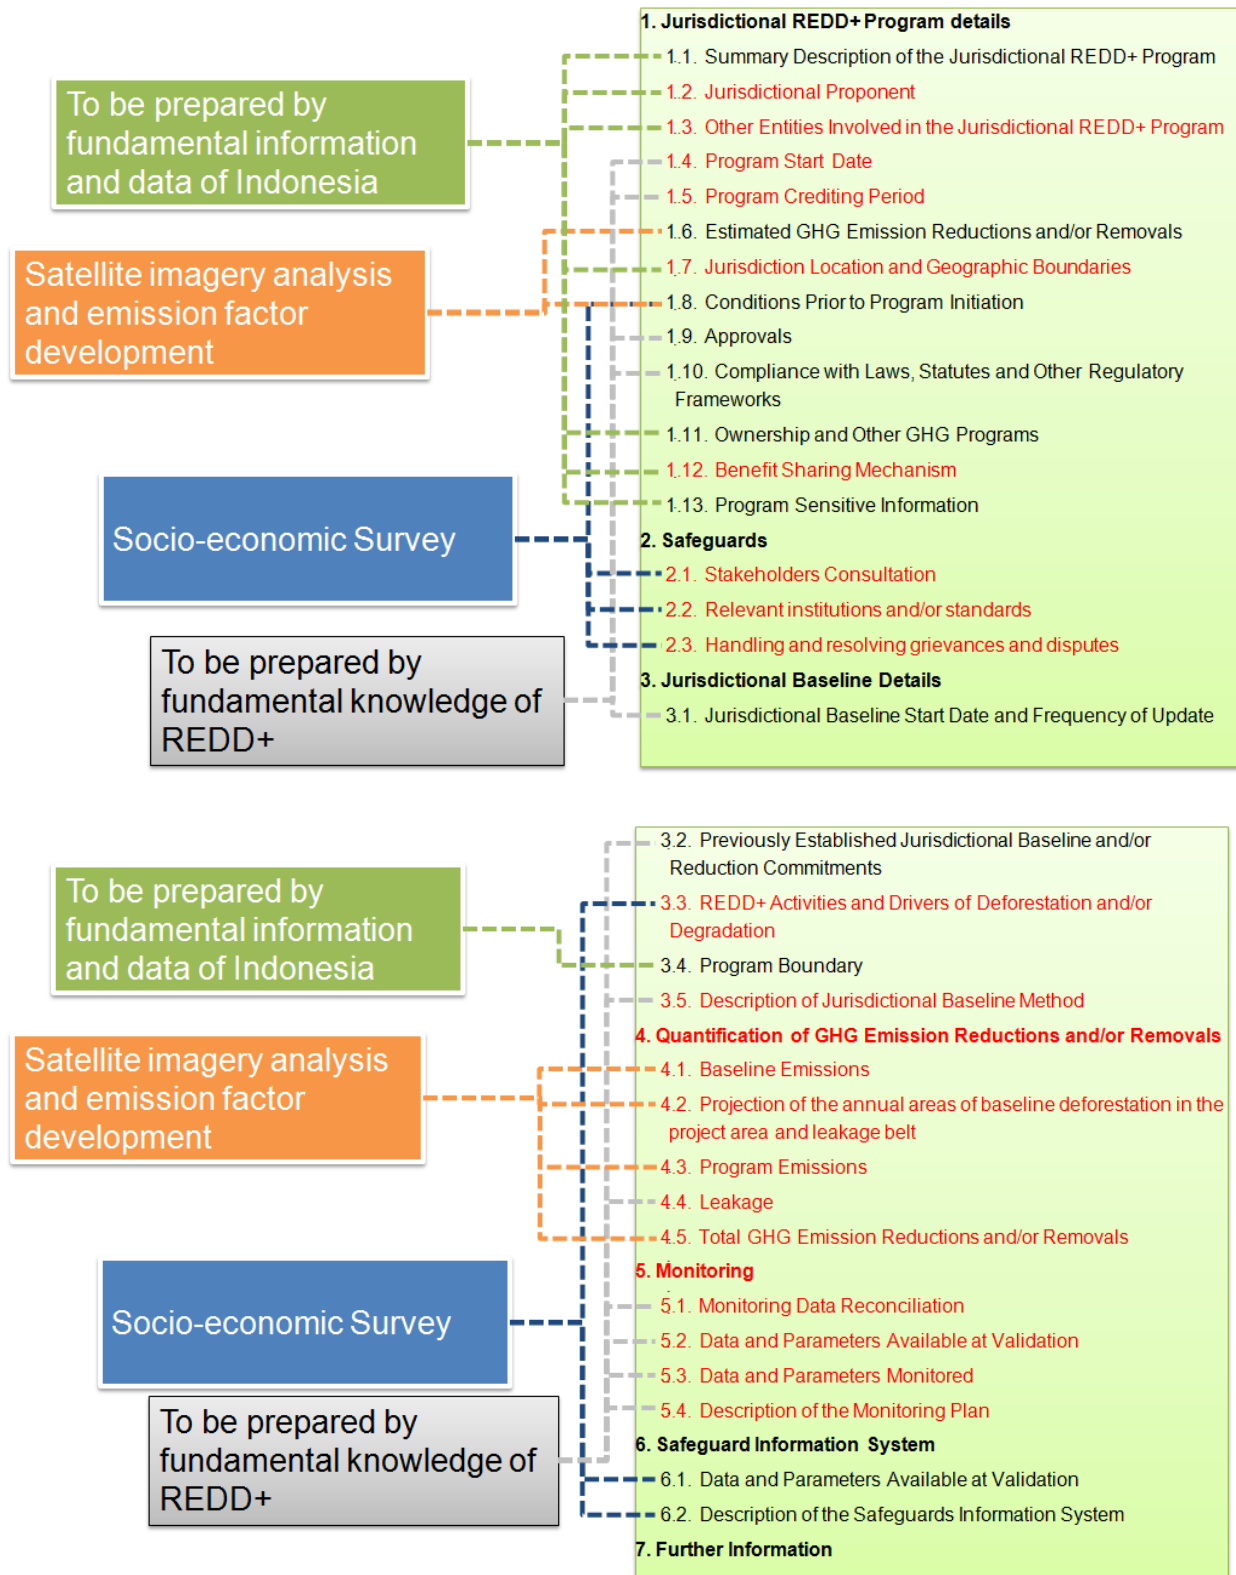 To be prepared by
fundamental information
and data of Indonesia
Satellite imagery analysis
and emission factor
development
Socio-economic Survey
To be prepared by
fundamental knowledge of
REDD+
1. Jurisdictional REDD+ Program details
1.1. Summary Description of the Jurisdictional REDD+ Program
1.2. Jurisdictional Proponent
1.3. Other Entities Involved in the Jurisdictional REDD+ Program
1.4. Program Start Date
1.5. Program Crediting Period
1.6. Estimated GHG Emission Reductions and/or Removals
1.7. Jurisdiction Location and Geographic Boundaries
1.8. Conditions Prior to Program Initiation
1.9. Approvals
1.10. Compliance with Laws, Statutes and Other Regulatory
Frameworks
1.11. Ownership and Other GHG Programs
1.12. Benefit Sharing Mechanism
1.13. Program Sensitive Information
2. Safeguards
2.1. Stakeholders Consultation
2.2. Relevant institutions and/or standards
2.3. Handling and resolving grievances and disputes
3. Jurisdictional Baseline Details
3.1. Jurisdictional Baseline Start Date and Frequency of Update
To be prepared by
fundamental information
and data of Indonesia
Satellite imagery analysis
and emission factor
development
Socio-economic Survey
To be prepared by
fundamental knowledge of
REDD+
3.2. Previously Established Jurisdictional Baseline and/or
Reduction Commitments
3.3. REDD+ Activities and Drivers of Deforestation and/or
Degradation
3.4. Program Boundary
3.5. Description of Jurisdictional Baseline Method
4. Quantification of GHG Emission Reductions and/or Removals
4.1. Baseline Emissions
4.2. Projection of the annual areas of baseline deforestation in the
project area and leakage belt
4.3. Program Emissions
4.4. Leakage
4.5. Total GHG Emission Reductions and/or Removals
5. Monitoring
5.1. Monitoring Data Reconciliation
5.2. Data and Parameters Available at Validation
5.3. Data and Parameters Monitored
5.4. Description of the Monitoring Plan
6. Safeguard Information System
6.1. Data and Parameters Available at Validation
6.2. Description of the Safeguards Information System
7. Further Information